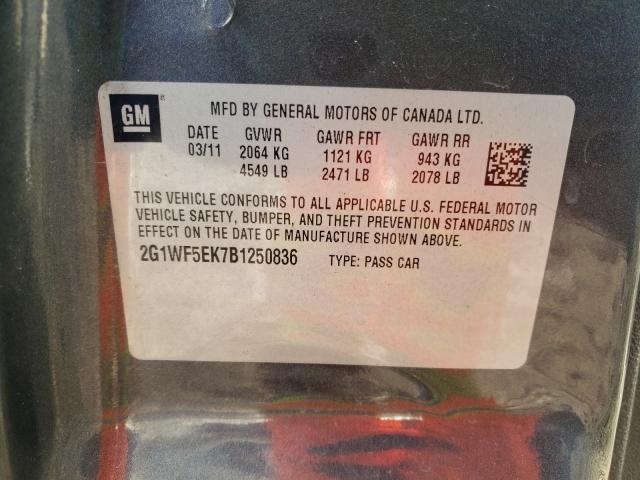 GM
MFD BY GENERAL MOTORS OF CANADA LTD.
DATE GVWR GAWR FRT GAWR RR
03/11 2064 KG 1121 KG 943 KG
4549 LB 2471 LB 2078 LB
THIS VEHICLE CONFORMS TO ALL APPLICABLE U.S. FEDERAL MOTOR
VEHICLE SAFETY, BUMPER, AND THEFT PREVENTION STANDARDS IN
EFFECT ON THE DATE OF MANUFACTURE SHOWN ABOVE.
2G1WF5EK7B1250836 TYPE: PASS CAR